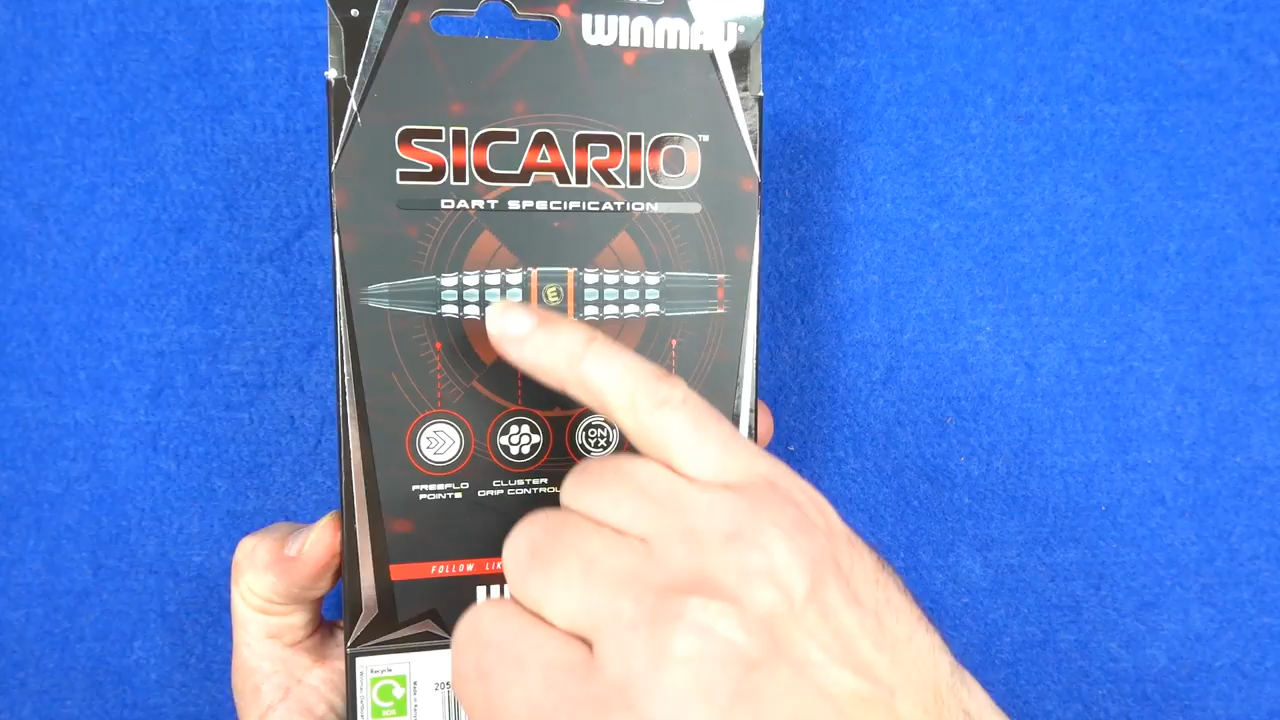 WINMAU®
SICARIO™
DART SPECIFICATION
W
ONYX
FREEFLO
POINTS
CLUSTER
GRIP CONTROL
FOLLOW
Recycle